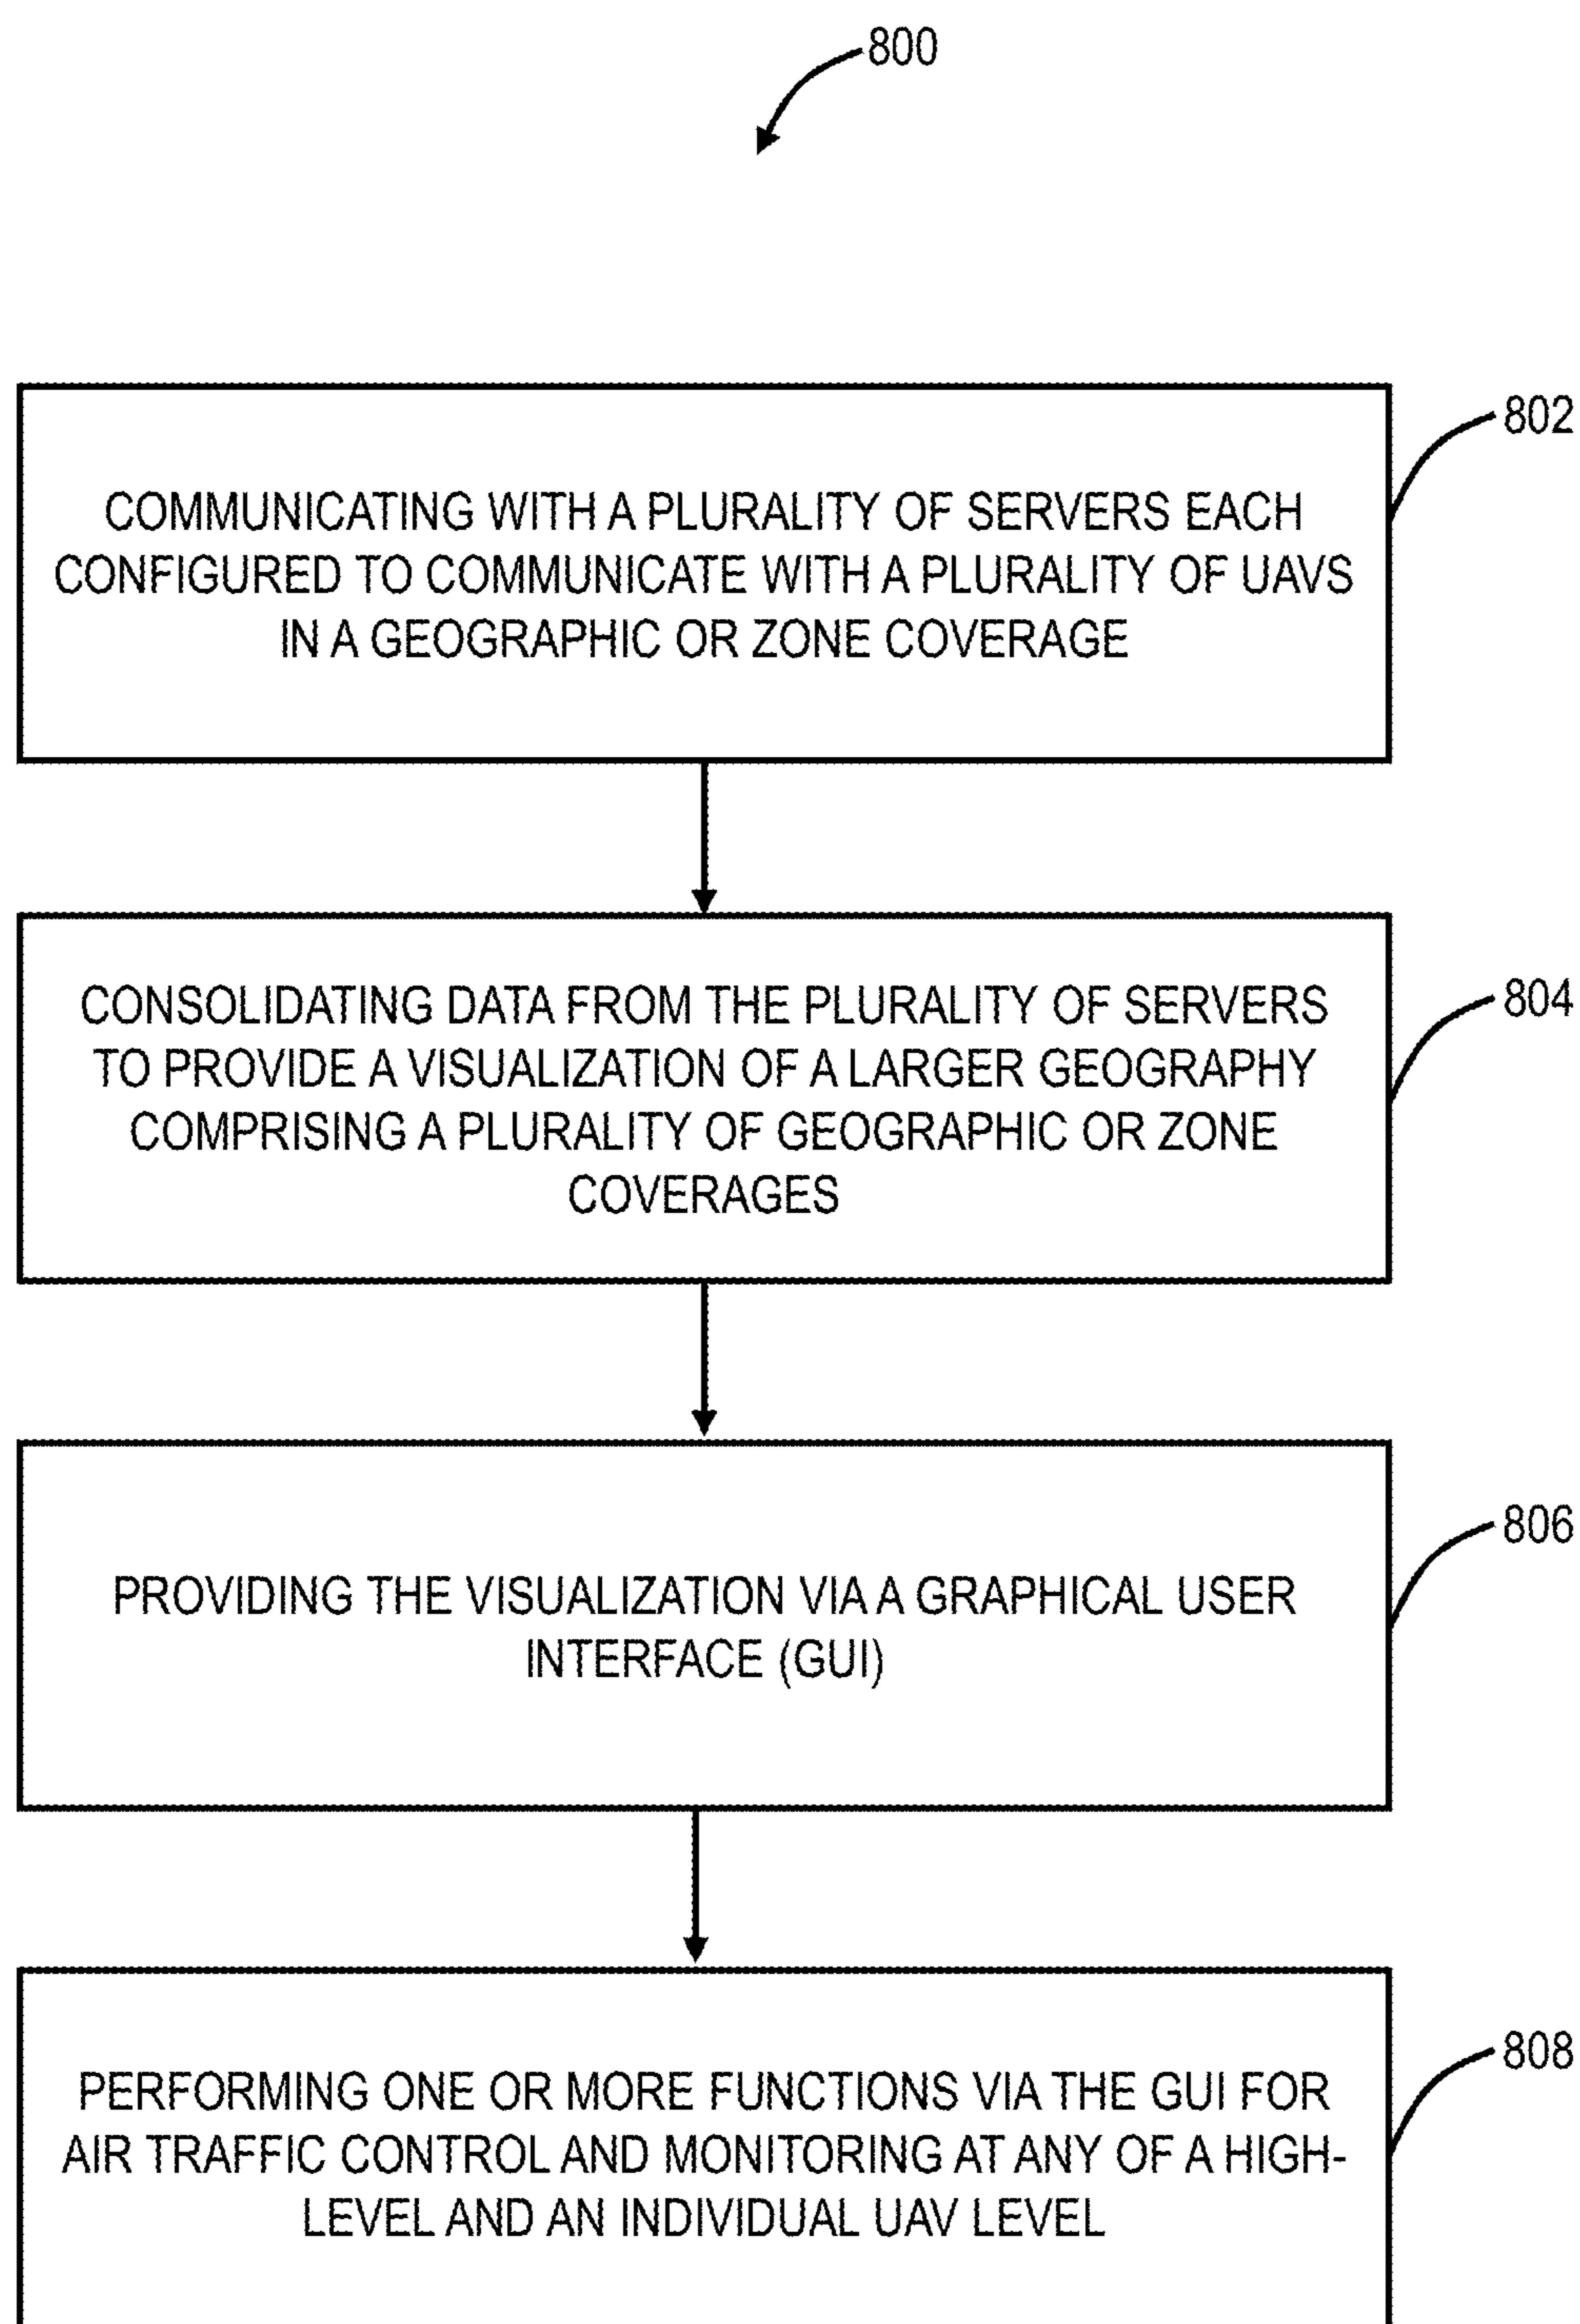 800
802
COMMUNICATING WITH A PLURALITY OF SERVERS EACH
CONFIGURED TO COMMUNICATE WITH A PLURALITY OF UAVS
IN A GEOGRAPHIC OR ZONE COVERAGE
804
CONSOLIDATING DATA FROM THE PLURALITY OF SERVERS
TO PROVIDE A VISUALIZATION OF A LARGER GEOGRAPHY
COMPRISING A PLURALITY OF GEOGRAPHIC OR ZONE
COVERAGES
806
PROVIDING THE VISUALIZATION VIA A GRAPHICAL USER
INTERFACE (GUI)
808
PERFORMING ONE OR MORE FUNCTIONS VIA THE GUI FOR
AIR TRAFFIC CONTROL AND MONITORING AT ANY OF A HIGH-
LEVEL AND AN INDIVIDUAL UAV LEVEL